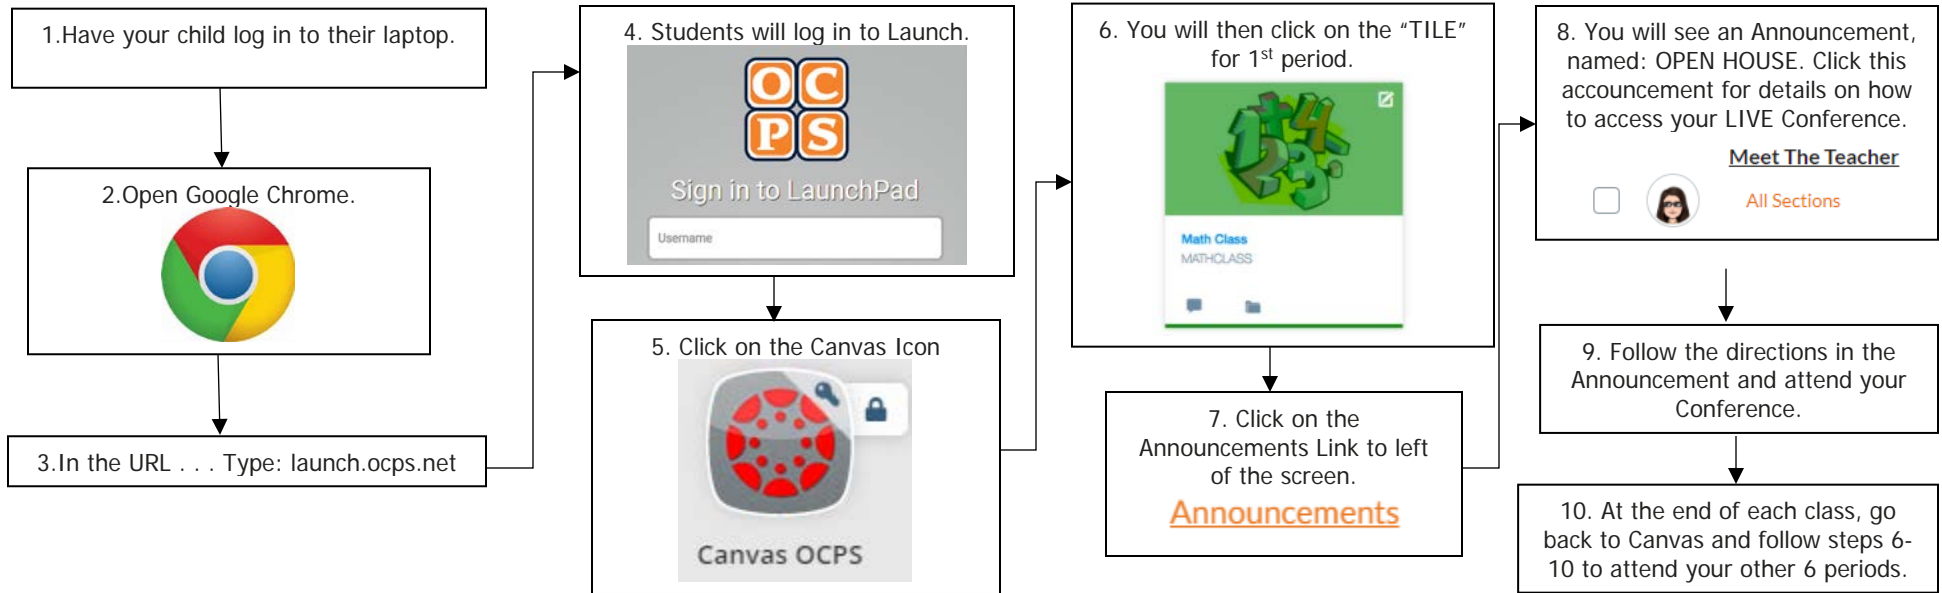 1.Have your child log in to their laptop.
2.Open Google Chrome.
3.In the URL . . . Type: launch.ocps.net
4. Students will log in to Launch.
OC
PS
Sign in to LaunchPad
Username
5. Click on the Canvas Icon
Canvas OCPS
6. You will then click on the “TILE”
for 1st period.
1+4
23
Math Class
MATHCLASS
7. Click on the
Announcements Link to left
of the screen.
Announcements
8. You will see an Announcement,
named: OPEN HOUSE. Click this
accouncement for details on how
to access your LIVE Conference.
Meet The Teacher
All Sections
9. Follow the directions in the
Announcement and attend your
Conference.
10. At the end of each class, go
back to Canvas and follow steps 6-
10 to attend your other 6 periods.